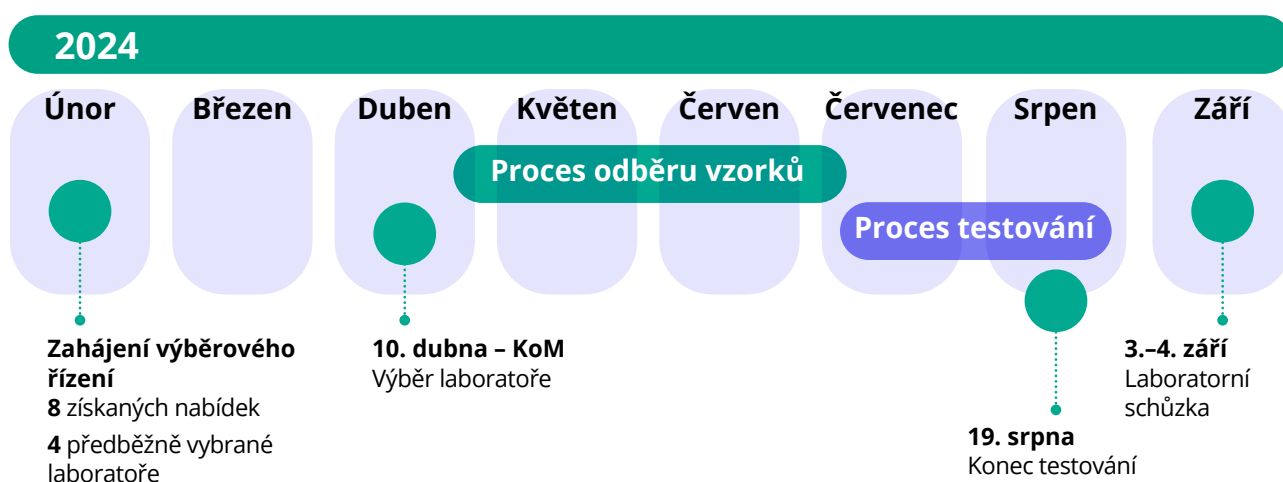 2024
Únor
Březen
Duben
Květen
Červen
Červenec
Srpen
Září
Proces odběru vzorků
Proces testování
Zahájení výběrového
řízení
8 získaných nabídek
4 předběžně vybrané
laboratoře
10. dubna – KoM
Výběr laboratoře
19. srpna
Konec testování
3.–4. září
Laboratorní
schůzka